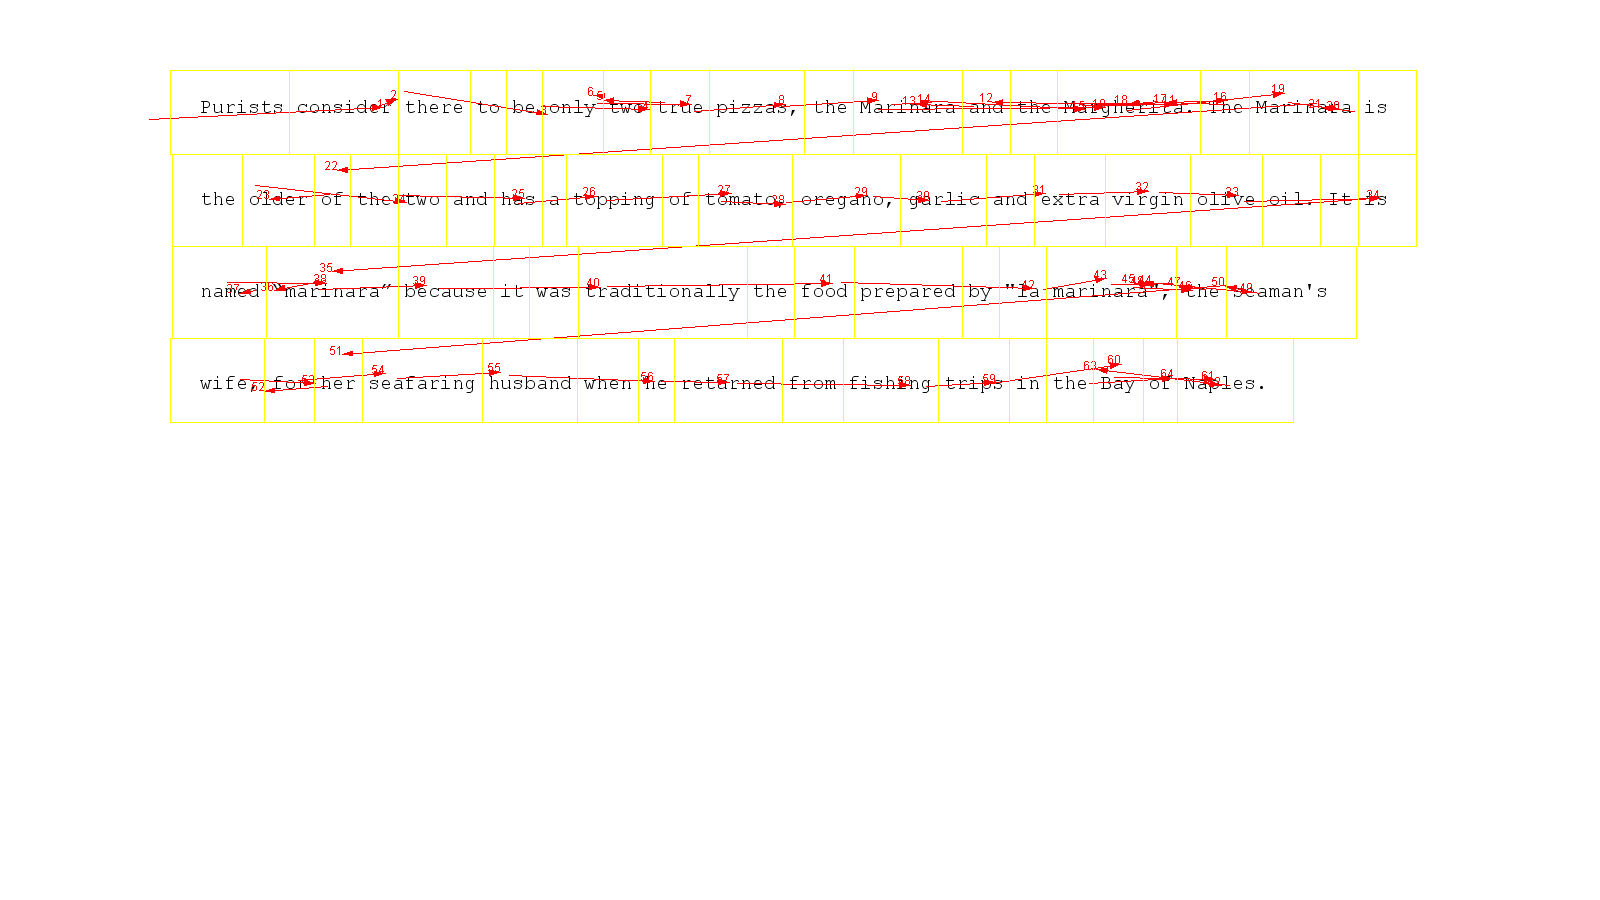 Purists consider there to be only two true pizzas, the Marinara and the Margherita. The Marinara is
the older of the two and has a topping of tomato, oregano, garlic and extra virgin olive oil. It is
named “marinara” because it was traditionally the food prepared by "la marinara", the seaman's
wife, for her seafaring husband when he returned from fishing trips in the Bay of Naples.